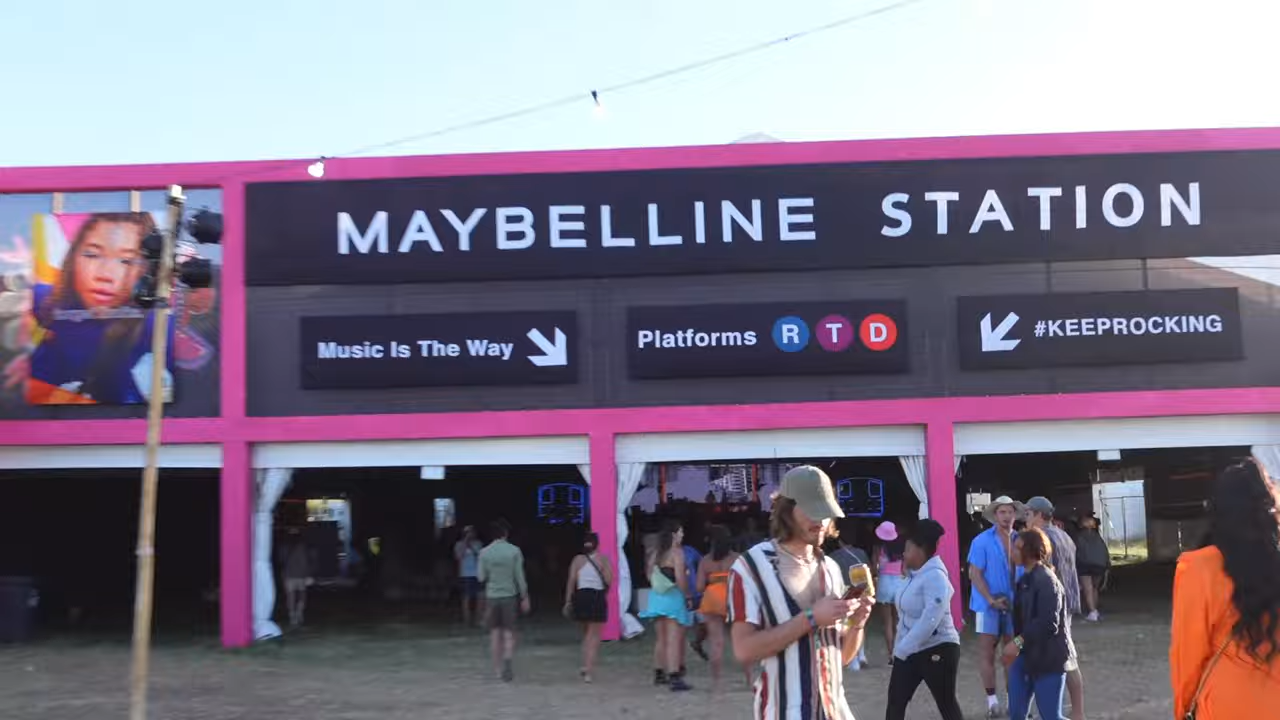 MAYBELLINE STATION
Music Is The Way
Platforms R T D
#KEEPROCKING